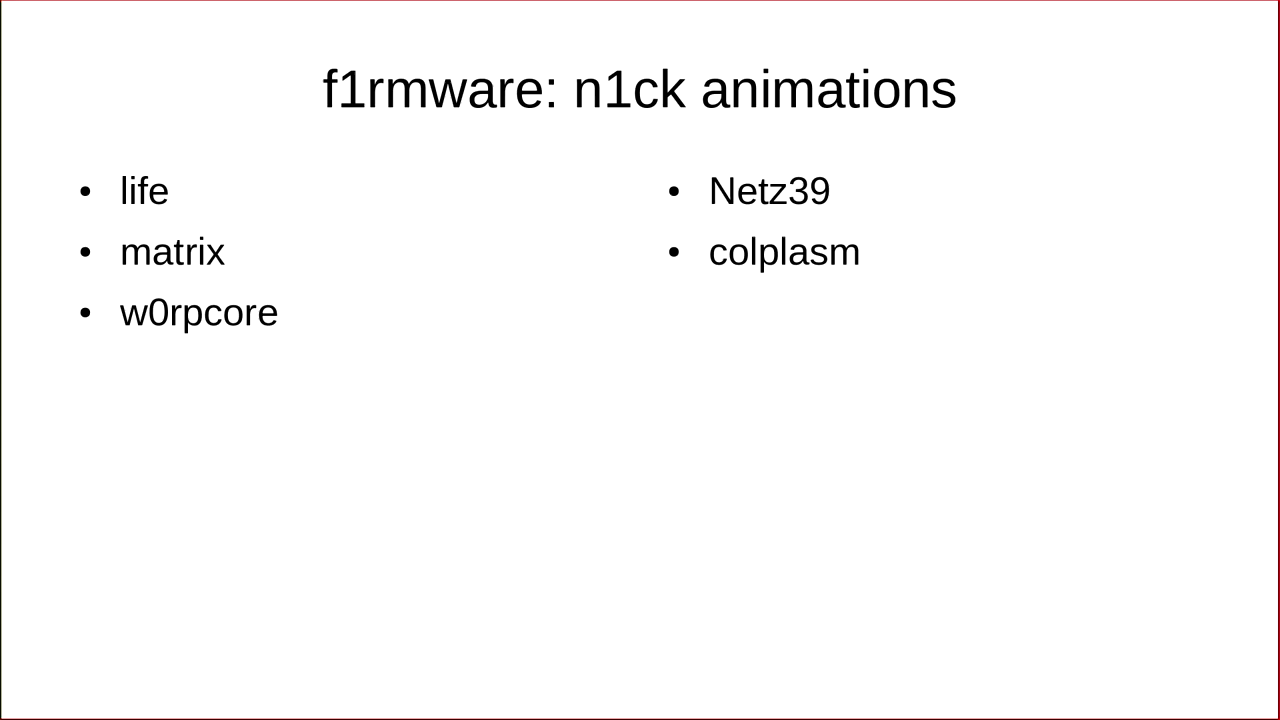 f1rmware: n1ck animations
• life
• matrix
• w0rpcore
• Netz39
• colplasm